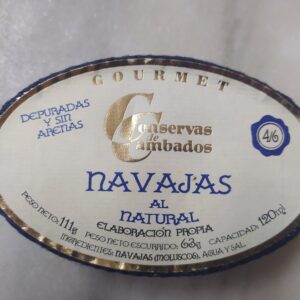 GOURMET
DEPURADAS
Y SIN
ARENAS
Conservas
de
Cambados
4/6
NAVAJAS
AL
NATURAL
ELABORACIÓN PROPIA
PESO NETO: 111g PESO NETO ESCURRIDO: 63g CAPACIDAD: 120ml
INGREDIENTES: NAVAJAS (MOLUSCOS), AGUA Y SAL.